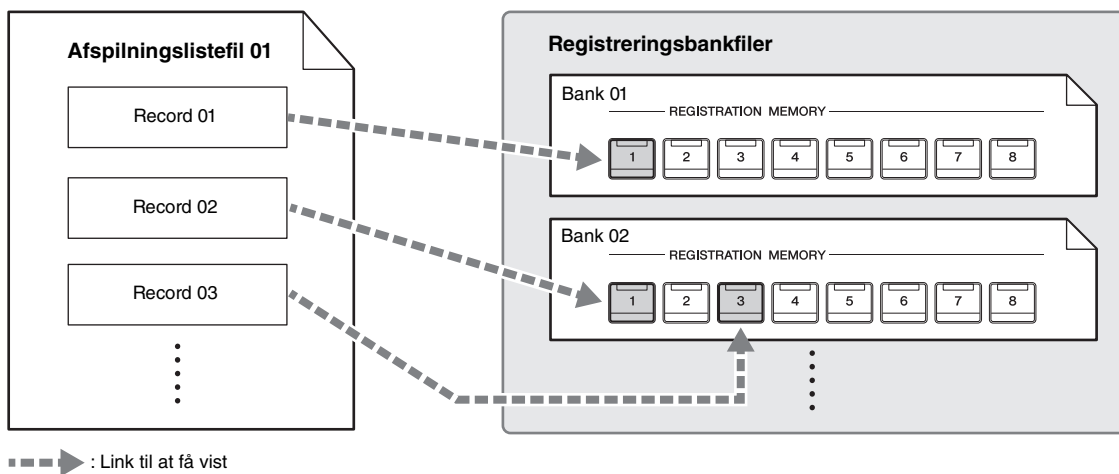 Afspilningslistefil 01
Record 01
Record 02
Record 03
Registreringsbankfiler
Bank 01
REGISTRATION MEMORY
1 2 3 4 5 6 7 8
Bank 02
REGISTRATION MEMORY
1 2 3 4 5 6 7 8
: Link til at få vist